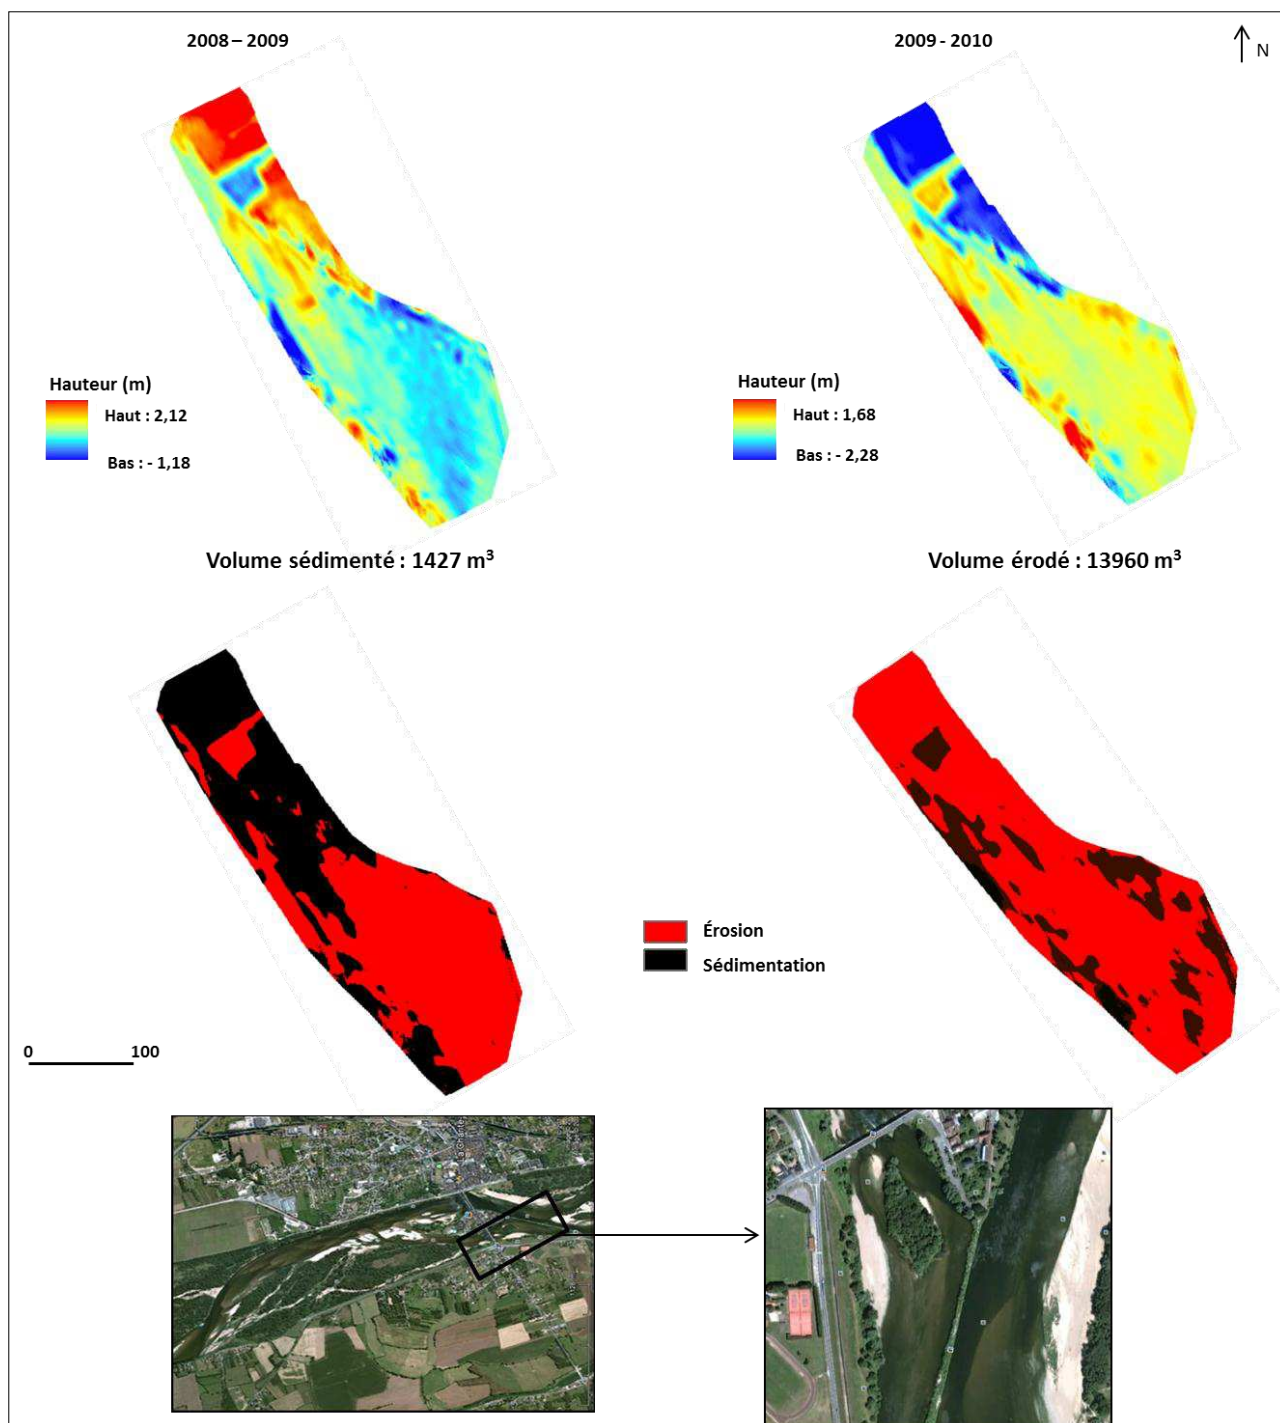 2008 – 2009
2009 - 2010
N
Hauteur (m)
Haut : 2,12
Bas : - 1,18
Hauteur (m)
Haut : 1,68
Bas : - 2,28
Volume sédimenté : 1427 m³
Volume érodé : 13960 m³
Érosion
Sédimentation
0 100